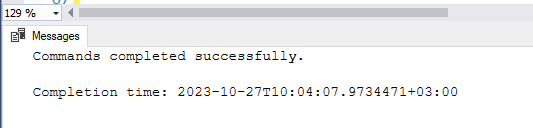 129 %
Messages
Commands completed successfully.
Completion time: 2023-10-27T10:04:07.9734471+03:00